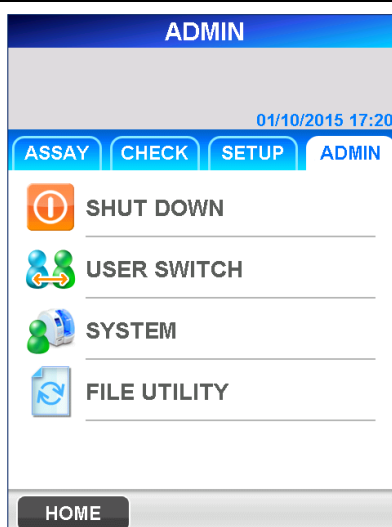 ADMIN
01/10/2015 17:20
ASSAY CHECK SETUP ADMIN
SHUT DOWN
USER SWITCH
SYSTEM
FILE UTILITY
HOME